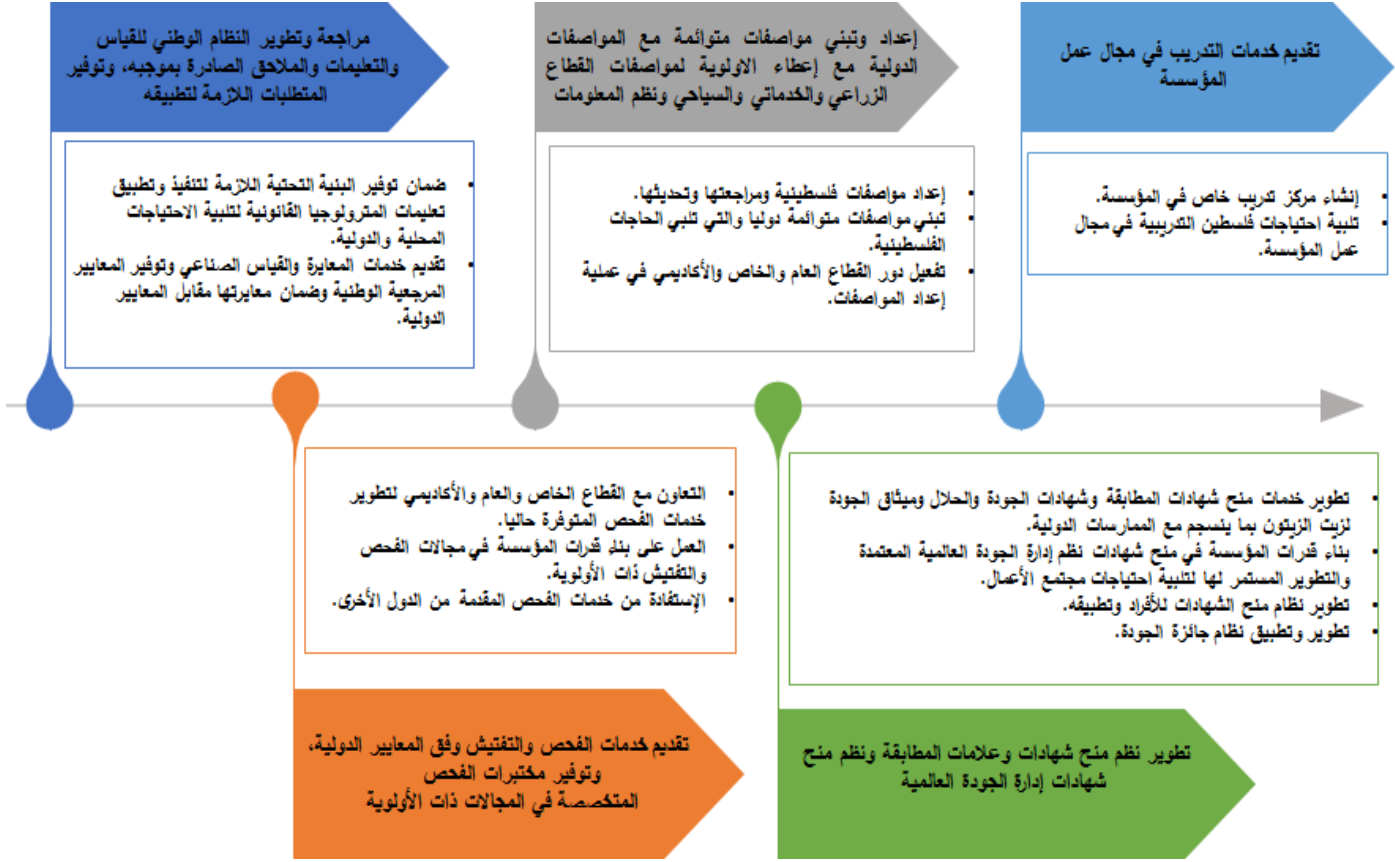 مراجعة وتطوير النظام الوطني للقياس
والتعليمات والملاحق الصادرة بموجبه، وتوفير
المتطلبات اللازمة لتطبيقه
• ضمان توفير البنية التحتية اللازمة لتنفيذ وتطبيق
تعليمات المترولوجيا القانونية لتلبية الاحتياجات
المحلية والدولية.
• تقديم خدمات المعايرة والقياس الصناعي وتوفير المعايير
المرجعية الوطنية وضمان معايرتها مقابل المعايير
الدولية.
إعداد وتبني مواصفات متوائمة مع المواصفات
الدولية مع إعطاء الاولوية لمواصفات القطاع
الزراعي والخدماتي والسياحي ونظم المعلومات
• إعداد مواصفات فلسطينية ومراجعتها وتحديثها.
• تبني مواصفات متوائمة دوليا والتي تلبي الحاجات
الفلسطينية.
• تفعيل دور القطاع العام والخاص والأكاديمي في عملية
إعداد المواصفات.
تقديم خدمات التدريب في مجال عمل
المؤسسة
• إنشاء مركز تدريب خاص في المؤسسة.
• تلبية احتياجات فلسطين التدريبية في مجال
عمل المؤسسة.
• التعاون مع القطاع الخاص والعام والأكاديمي لتطوير
خدمات الفحص المتوفرة حاليا.
• العمل على بناء قدرات المؤسسة في مجالات الفحص
والتفتيش ذات الأولوية.
• الإستفادة من خدمات الفحص المقدمة من الدول الأخرى.
تقديم خدمات الفحص والتفتيش وفق المعايير الدولية،
وتوفير مختبرات الفحص
المتخصصة في المجالات ذات الأولوية
• تطوير خدمات منح شهادات المطابقة وشهادات الجودة والحلال وميثاق الجودة
لزيت الزيتون بما ينسجم مع الممارسات الدولية.
• بناء قدرات المؤسسة في منح شهادات نظم إدارة الجودة العالمية المعتمدة
والتطوير المستمر لها لتلبية احتياجات مجتمع الأعمال.
• تطوير نظام منح الشهادات للأفراد وتطبيقه.
• تطوير وتطبيق نظام جائزة الجودة.
تطوير نظم منح شهادات وعلامات المطابقة ونظم منح
شهادات إدارة الجودة العالمية